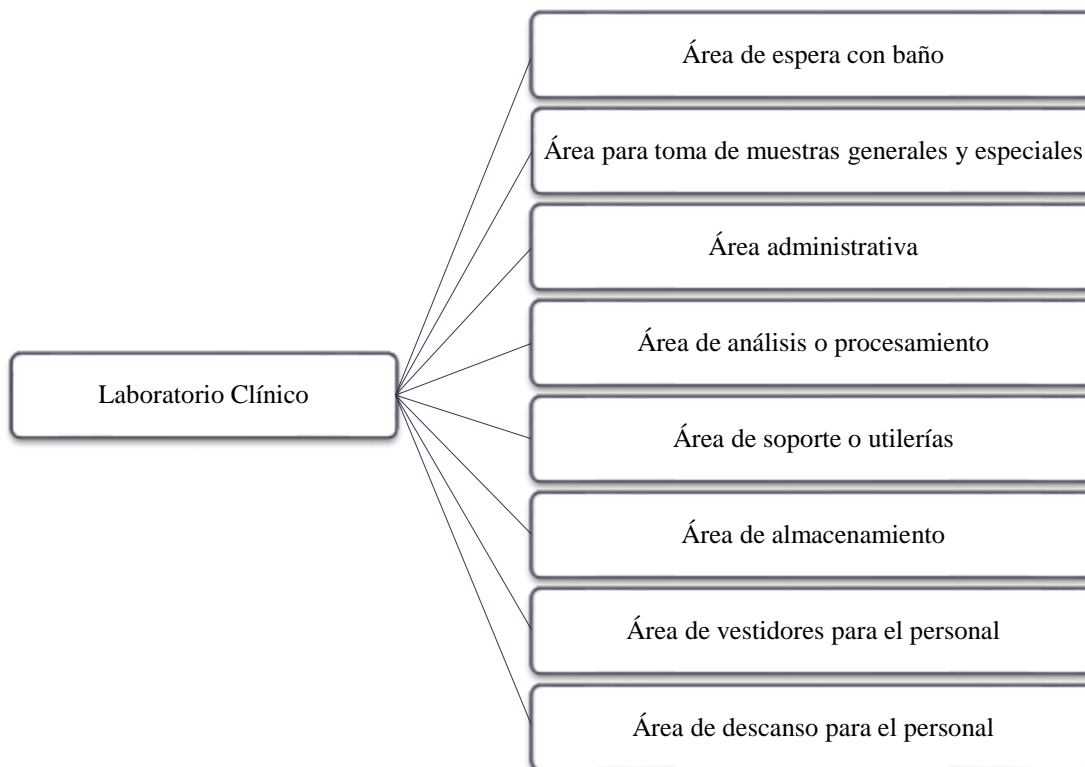 Área de espera con baño
Área para toma de muestras generales y especiales
Área administrativa
Área de análisis o procesamiento
Laboratorio Clínico
Área de soporte o utilerías
Área de almacenamiento
Área de vestidores para el personal
Área de descanso para el personal